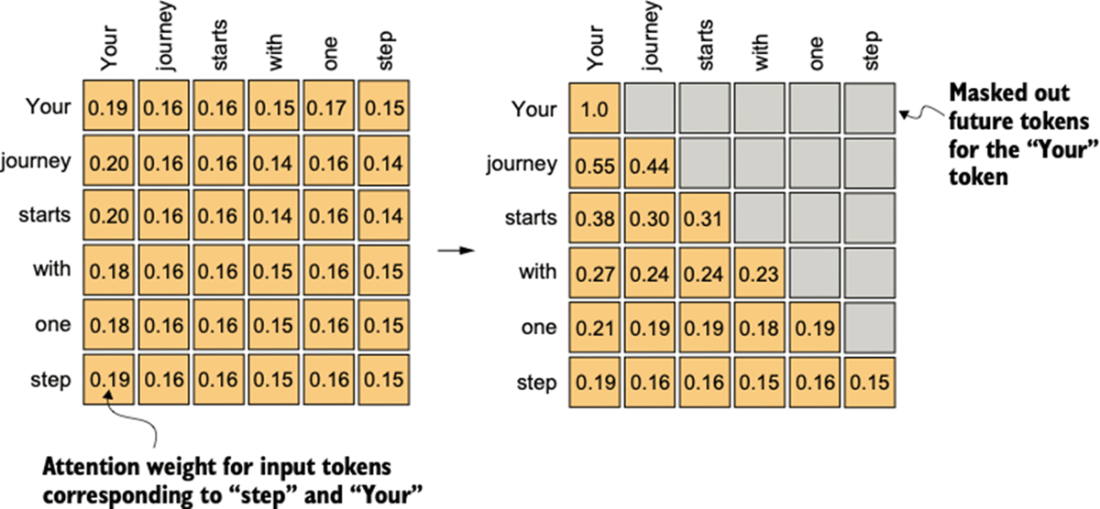 Your journey starts with one step
Your 0.19 0.16 0.16 0.15 0.17 0.15
journey 0.20 0.16 0.16 0.14 0.16 0.14
starts 0.20 0.16 0.16 0.14 0.16 0.14
with 0.18 0.16 0.16 0.15 0.16 0.15
one 0.18 0.16 0.16 0.15 0.16 0.15
step 0.19 0.16 0.16 0.15 0.16 0.15
Attention weight for input tokens
corresponding to “step” and “Your”
Your journey starts with one step
Your 1.0
journey 0.55 0.44
starts 0.38 0.30 0.31
with 0.27 0.24 0.24 0.23
one 0.21 0.19 0.19 0.18 0.19
step 0.19 0.16 0.16 0.15 0.16 0.15
Masked out
future tokens
for the “Your”
token